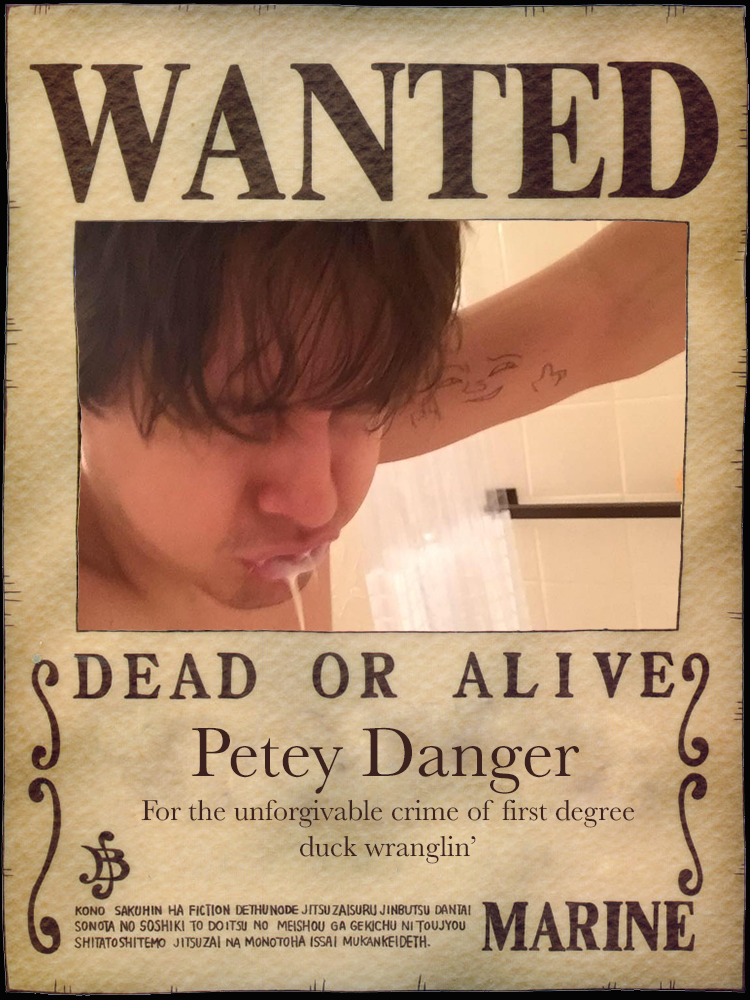 WANTED
DEAD OR ALIVE
Petey Danger
For the unforgivable crime of first degree
duck wranglin’
B
KONO SAKUHIN HA FICTION DETHUNODE JITSUZAISURU JINBUTSU DANTAI
SONOTA NO SOSHIKI TO DOITSU NO MEISHOU GA GEKICHU NI TOUJYOU
SHITATOSHITEMO JITSUZAI NA MONOTOHA ISSAI MUKANKEIDETH.
MARINE